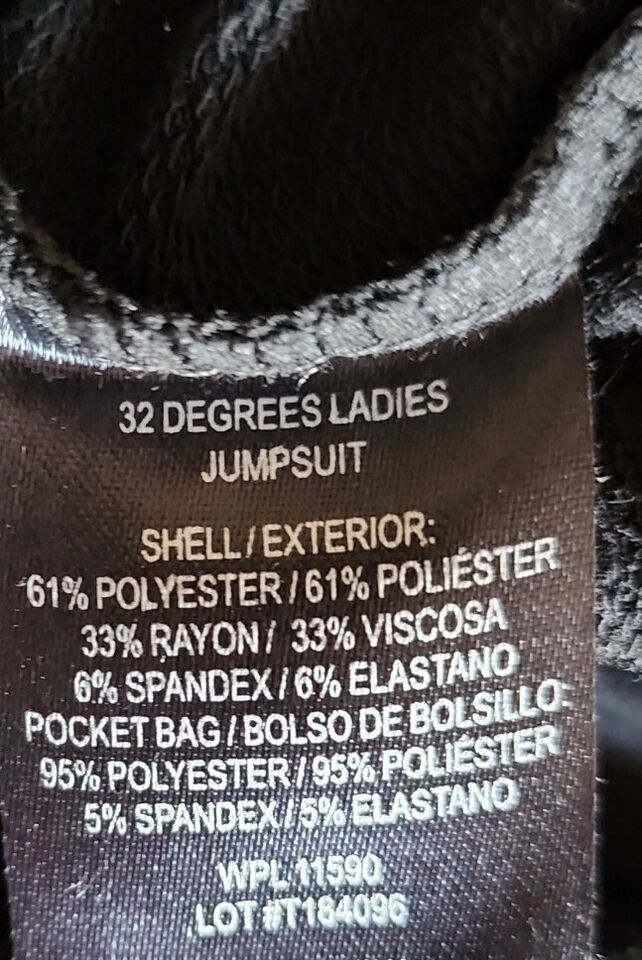 32 DEGREES LADIES
JUMPSUIT
SHELL / EXTERIOR:
61% POLYESTER / 61% POLIÉSTER
33% RAYON / 33% VISCOSA
6% SPANDEX / 6% ELASTANO
POCKET BAG / BOLSO DE BOLSILLO:
95% POLYESTER / 95% POLIÉSTER
5% SPANDEX / 5% ELASTANO
WPL 11590
LOT #T184096